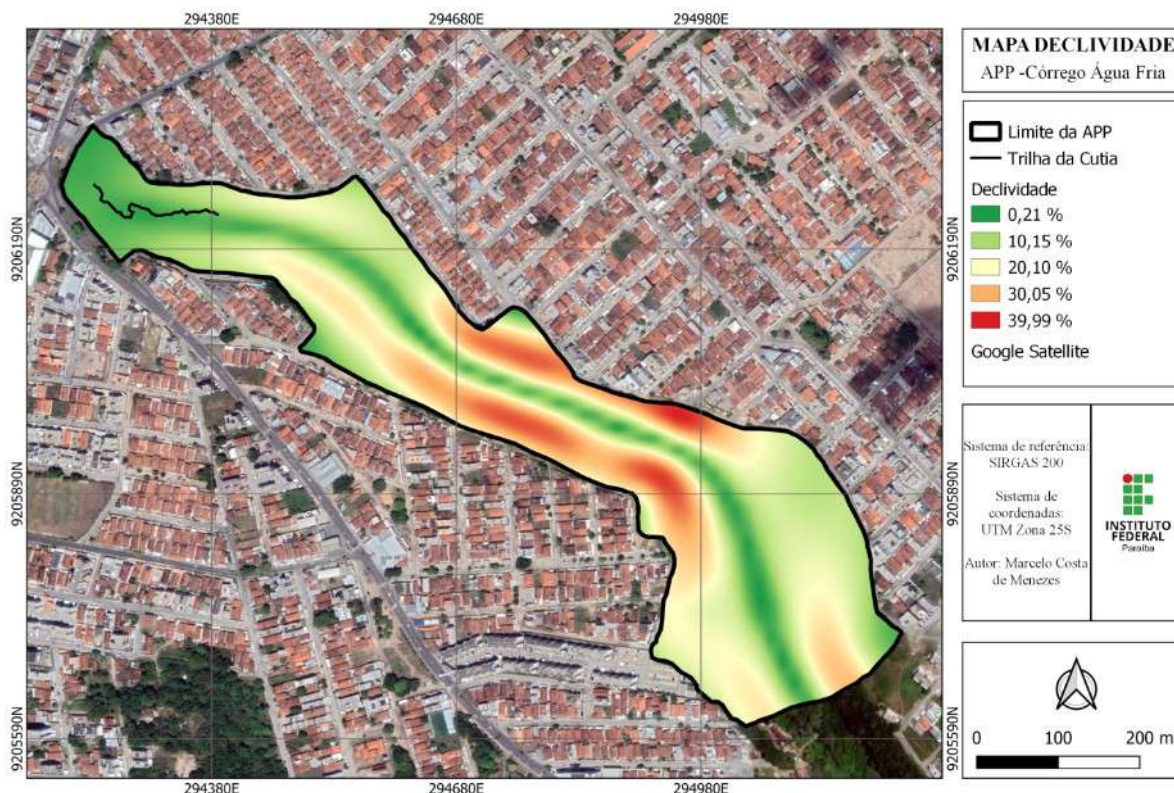 294380E
294680E
294980E
9206190N
9205890N
9205590N
9206190N
9205890N
9205590N
294380E
294680E
294980E
MAPA DECLIVIDADE
APP -Córrego Água Fria
Limite da APP
Trilha da Cutia
Declividade
0,21 %
10,15 %
20,10 %
30,05 %
39,99 %
Google Satellite
Sistema de referência:
SIRGAS 200
Sistema de
coordenadas:
UTM Zona 25S
Autor: Marcelo Costa
de Menezes
INSTITUTO
FEDERAL
Paraíba
0 100 200 m